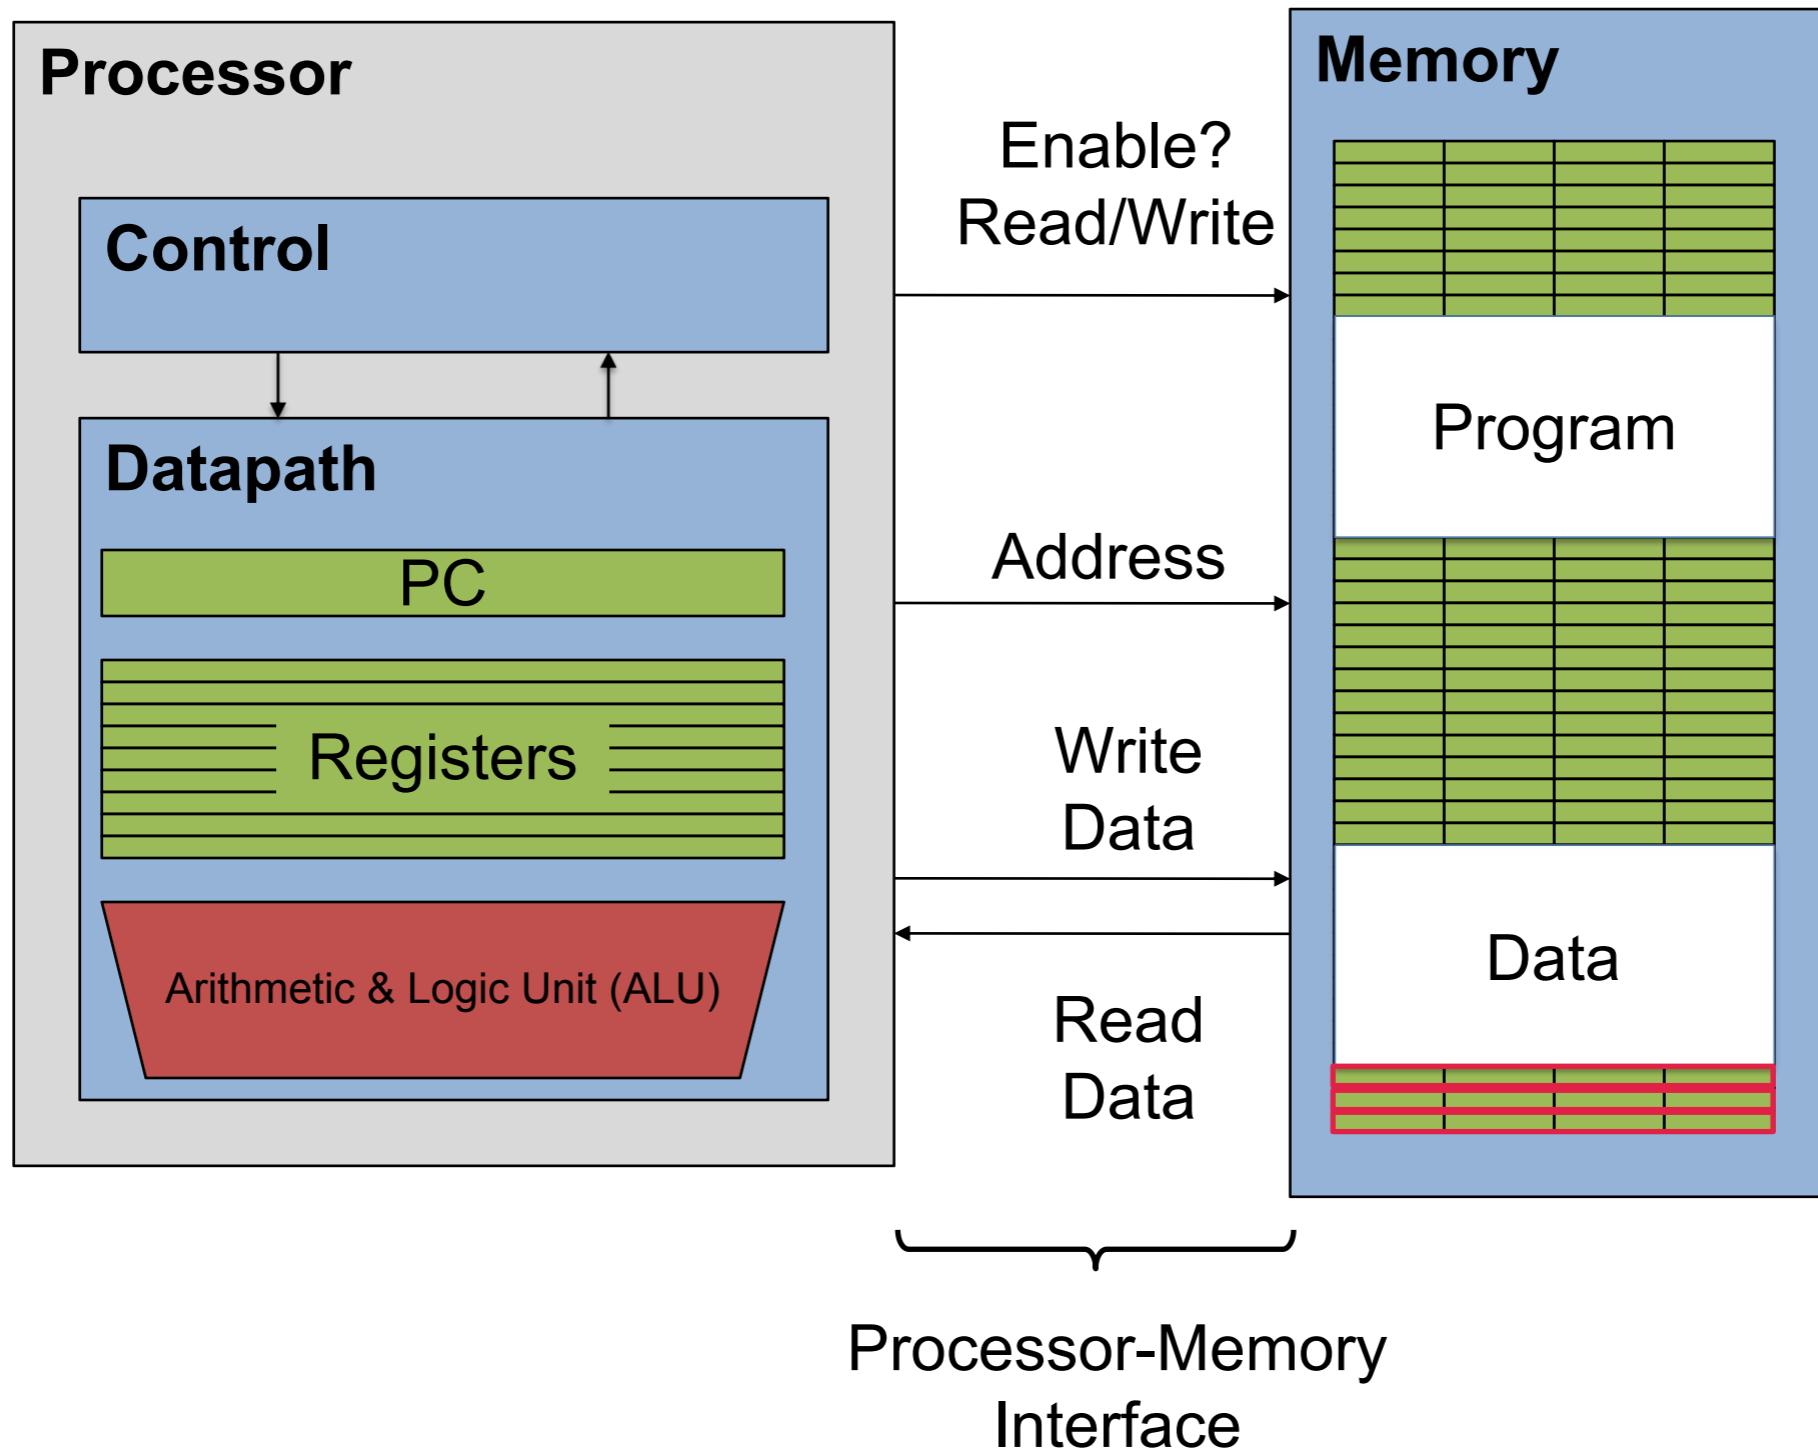 Processor
Control
Datapath
PC
Registers
Arithmetic & Logic Unit (ALU)
Enable?
Read/Write
Address
Write
Data
Read
Data
Memory
Program
Data
Processor-Memory
Interface